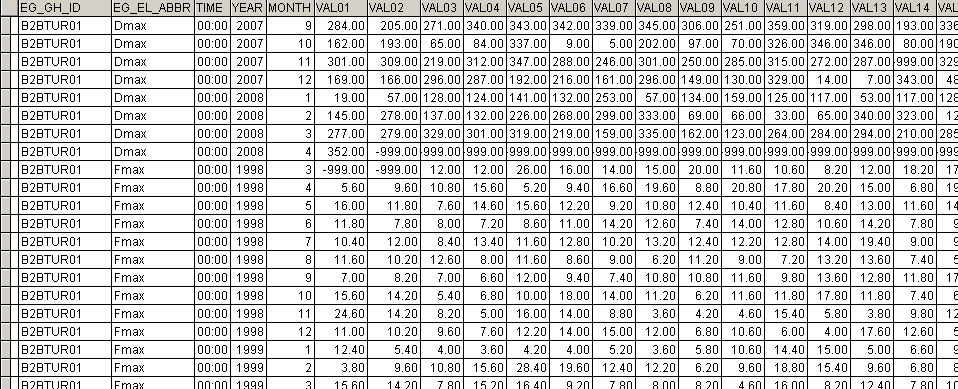 EG_GH_ID EG_EL_ABBR TIME YEAR MONTH VAL01 VAL02 VAL03 VAL04 VAL05 VAL06 VAL07 VAL08 VAL09 VAL10 VAL11 VAL12 VAL13 VAL14 VAL
B2BTUR01 Dmax 00:00 2007 9 284.00 205.00 271.00 340.00 343.00 342.00 339.00 345.00 306.00 251.00 359.00 319.00 298.00 193.00 336
B2BTUR01 Dmax 00:00 2007 10 162.00 193.00 65.00 84.00 337.00 9.00 5.00 202.00 97.00 70.00 326.00 346.00 346.00 80.00 190
B2BTUR01 Dmax 00:00 2007 11 301.00 309.00 219.00 312.00 347.00 288.00 246.00 301.00 250.00 285.00 315.00 272.00 287.00 -999.00 329
B2BTUR01 Dmax 00:00 2007 12 169.00 166.00 296.00 287.00 192.00 216.00 161.00 296.00 149.00 130.00 329.00 14.00 7.00 343.00 48
B2BTUR01 Dmax 00:00 2008 1 19.00 57.00 128.00 124.00 141.00 132.00 253.00 57.00 134.00 159.00 125.00 117.00 53.00 117.00 128
B2BTUR01 Dmax 00:00 2008 2 145.00 278.00 137.00 132.00 226.00 268.00 299.00 333.00 69.00 66.00 33.00 65.00 340.00 323.00 12
B2BTUR01 Dmax 00:00 2008 3 277.00 279.00 329.00 301.00 319.00 219.00 159.00 335.00 162.00 123.00 264.00 284.00 294.00 210.00 285
B2BTUR01 Dmax 00:00 2008 4 352.00 -999.00 -999.00 -999.00 -999.00 -999.00 -999.00 -999.00 -999.00 -999.00 -999.00 -999.00 -999.00 -999.00 -999
B2BTUR01 Fmax 00:00 1998 3 -999.00 -999.00 12.00 12.00 26.00 16.00 14.00 15.00 20.00 11.60 10.60 8.20 12.00 18.20 17
B2BTUR01 Fmax 00:00 1998 4 5.60 9.60 10.80 15.60 5.20 9.40 16.60 19.60 8.80 20.80 17.80 20.20 15.00 6.80 19
B2BTUR01 Fmax 00:00 1998 5 16.00 11.80 7.20 14.60 15.60 12.20 9.20 10.80 12.40 10.40 11.60 8.40 13.00 11.60 14
B2BTUR01 Fmax 00:00 1998 6 11.80 7.80 8.00 7.20 8.60 11.00 14.20 12.60 7.40 14.00 12.80 10.60 14.20 7.80 9
B2BTUR01 Fmax 00:00 1998 7 10.40 12.00 8.40 13.40 11.60 12.80 10.20 13.20 12.40 12.20 12.80 14.00 19.40 9.00 9
B2BTUR01 Fmax 00:00 1998 8 11.60 10.20 12.60 8.00 11.60 9.60 9.00 6.20 11.20 9.00 7.20 13.20 13.60 7.40 5
B2BTUR01 Fmax 00:00 1998 9 7.00 8.20 7.00 6.60 12.00 9.40 7.40 10.80 10.80 11.60 9.80 13.60 12.80 11.80 7
B2BTUR01 Fmax 00:00 1998 10 15.60 14.20 5.40 6.80 10.00 18.00 14.00 11.20 6.20 11.60 11.80 17.80 11.80 7.40 6
B2BTUR01 Fmax 00:00 1998 11 24.60 14.20 8.20 5.00 16.00 14.00 8.80 3.60 4.20 4.60 15.40 5.80 3.80 9.80 12
B2BTUR01 Fmax 00:00 1998 12 11.00 10.20 9.60 7.60 12.20 14.00 15.00 12.00 6.80 10.60 6.00 4.00 17.60 12.60 5
B2BTUR01 Fmax 00:00 1999 1 12.40 5.40 4.00 3.60 4.20 4.00 5.20 3.60 5.80 10.60 14.40 15.00 5.00 6.60 9
B2BTUR01 Fmax 00:00 1999 2 3.80 9.60 10.80 15.60 28.40 19.60 12.40 12.20 6.20 9.60 18.80 15.40 9.60 6.80 3
B2BTUR01 Fmax 00:00 1999 3 15.60 14.20 7.80 15.20 16.40 9.20 7.80 8.00 8.20 4.60 16.00 8.20 12.40 7.80 10